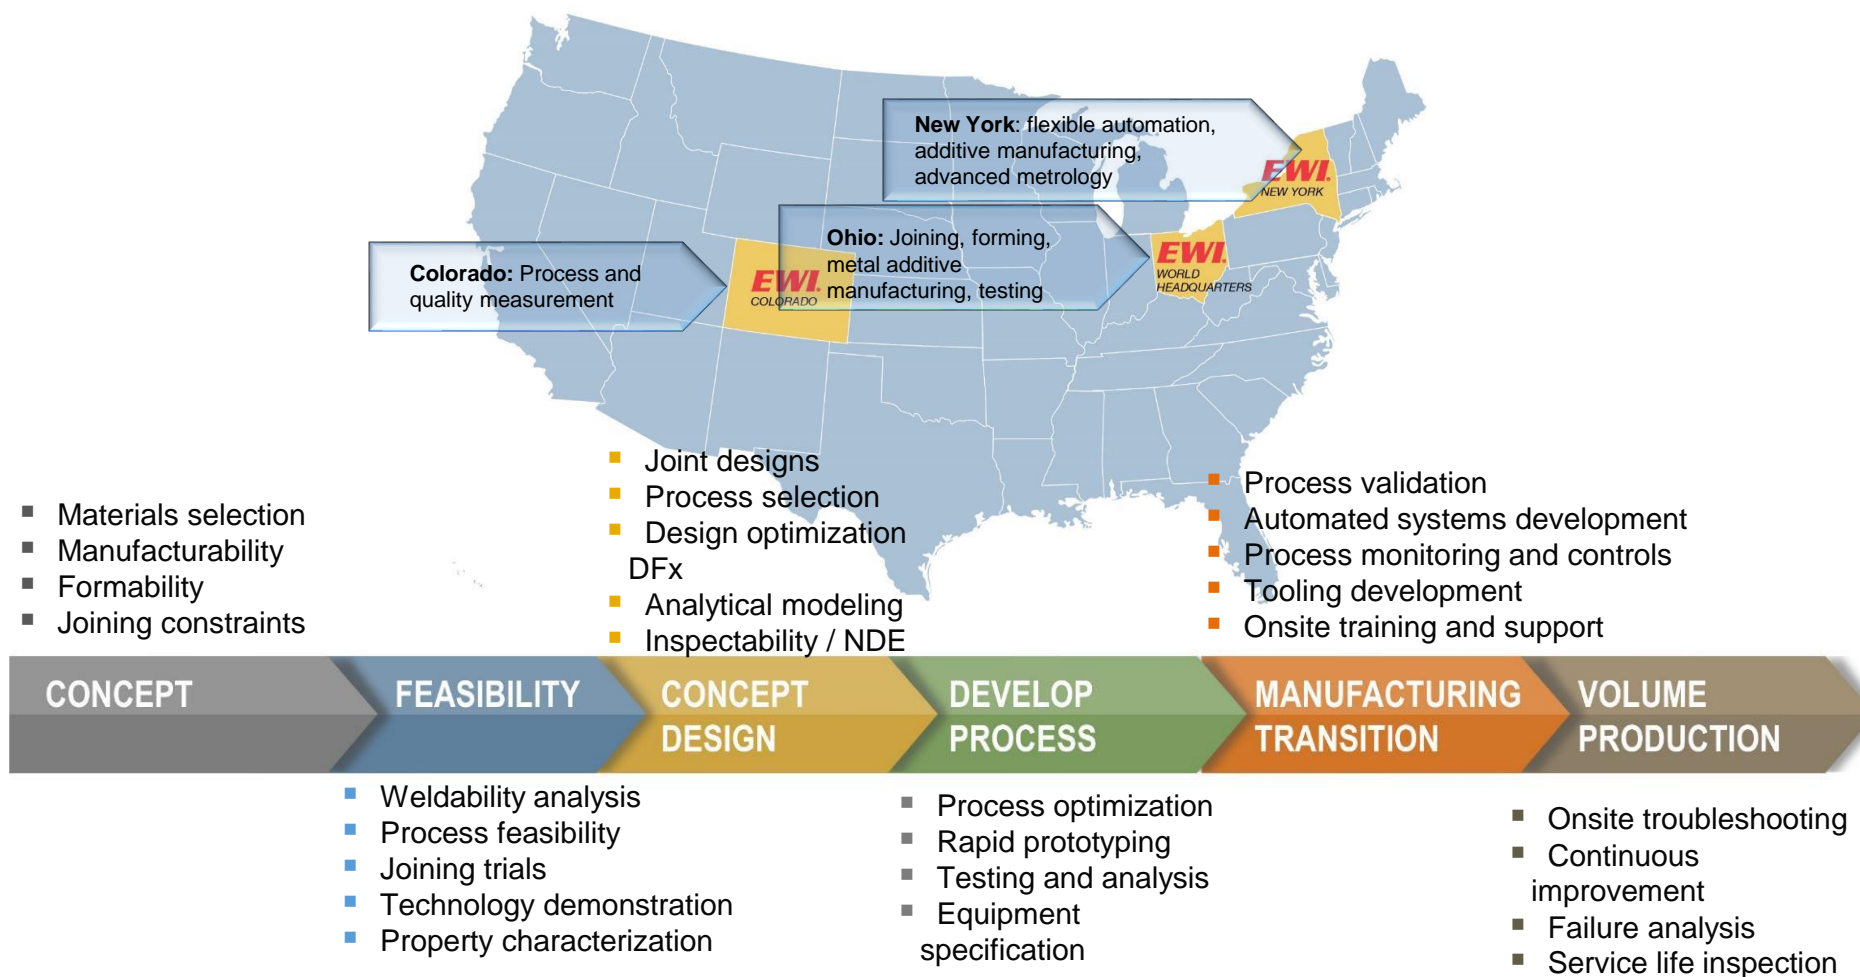 New York: flexible automation,
additive manufacturing,
advanced metrology
EWI.
NEW YORK
Ohio: Joining, forming,
metal additive
manufacturing, testing
EWI.
WORLD
HEADQUARTERS
Colorado: Process and
quality measurement
EWI.
COLORADO
▪ Materials selection
▪ Manufacturability
▪ Formability
▪ Joining constraints
▪ Joint designs
▪ Process selection
▪ Design optimization
DFx
▪ Analytical modeling
▪ Inspectability / NDE
▪ Process validation
▪ Automated systems development
▪ Process monitoring and controls
▪ Tooling development
▪ Onsite training and support
CONCEPT
FEASIBILITY
CONCEPT
DESIGN
DEVELOP
PROCESS
MANUFACTURING
TRANSITION
VOLUME
PRODUCTION
▪ Weldability analysis
▪ Process feasibility
▪ Joining trials
▪ Technology demonstration
▪ Property characterization
▪ Process optimization
▪ Rapid prototyping
▪ Testing and analysis
▪ Equipment
specification
▪ Onsite troubleshooting
▪ Continuous
improvement
▪ Failure analysis
▪ Service life inspection